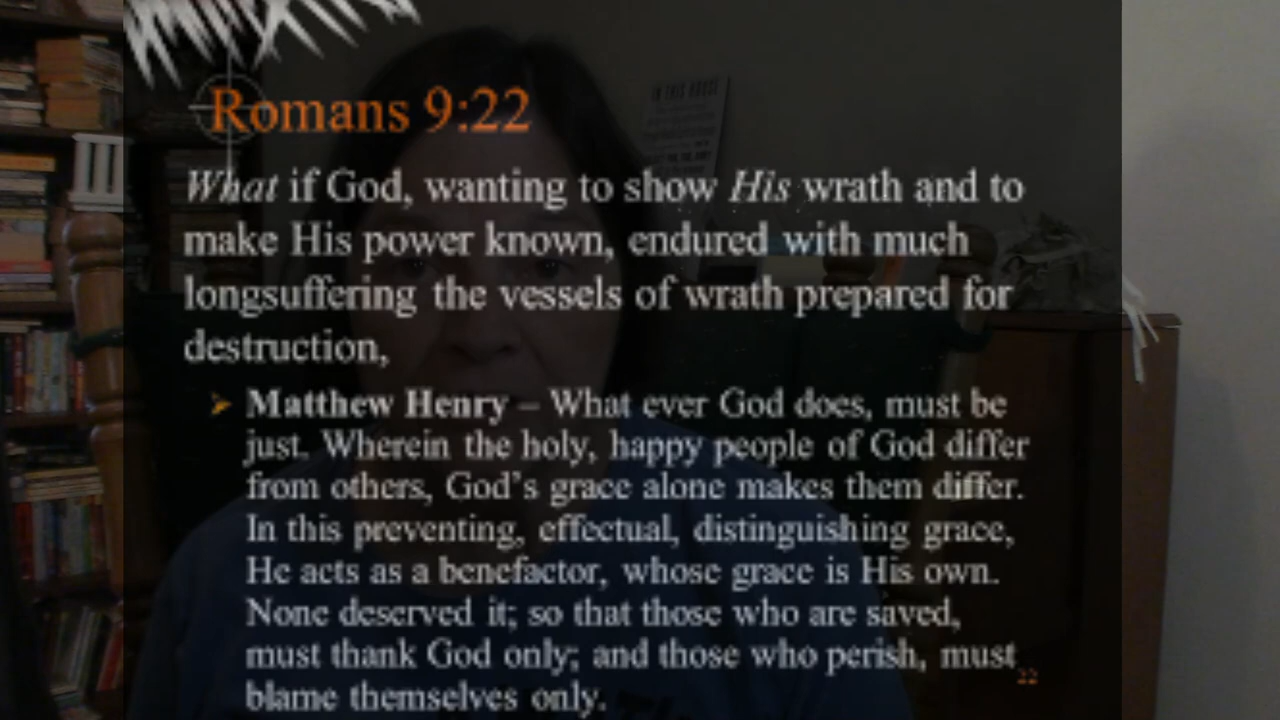 IN THIS HOUSE
Romans 9:22
What if God, wanting to show His wrath and to
make His power known, endured with much
longsuffering the vessels of wrath prepared for
destruction,
➤ Matthew Henry – What ever God does, must be
just. Wherein the holy, happy people of God differ
from others, God's grace alone makes them differ.
In this preventing, effectual, distinguishing grace,
He acts as a benefactor, whose grace is His own.
None deserved it; so that those who are saved,
must thank God only; and those who perish, must
blame themselves only.
22